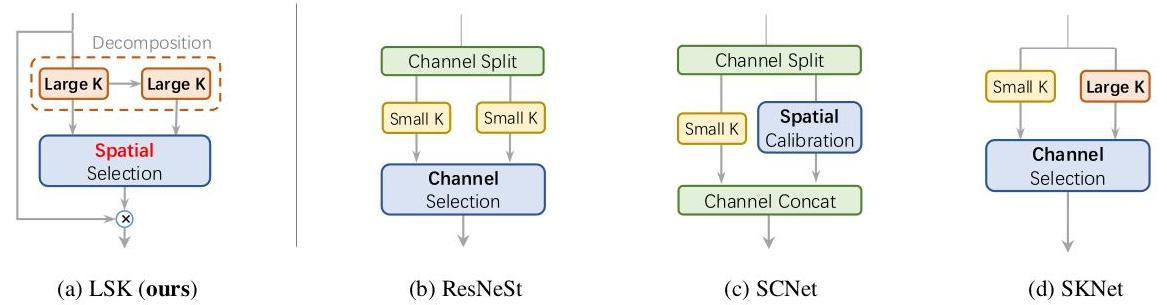 Decomposition
Large K
Large K
Spatial
Selection
×
(a) LSK (ours)
Channel Split
Small K
Small K
Channel
Selection
(b) ResNeSt
Channel Split
Small K
Spatial
Calibration
Channel Concat
(c) SCNet
Small K
Large K
Channel
Selection
(d) SKNet